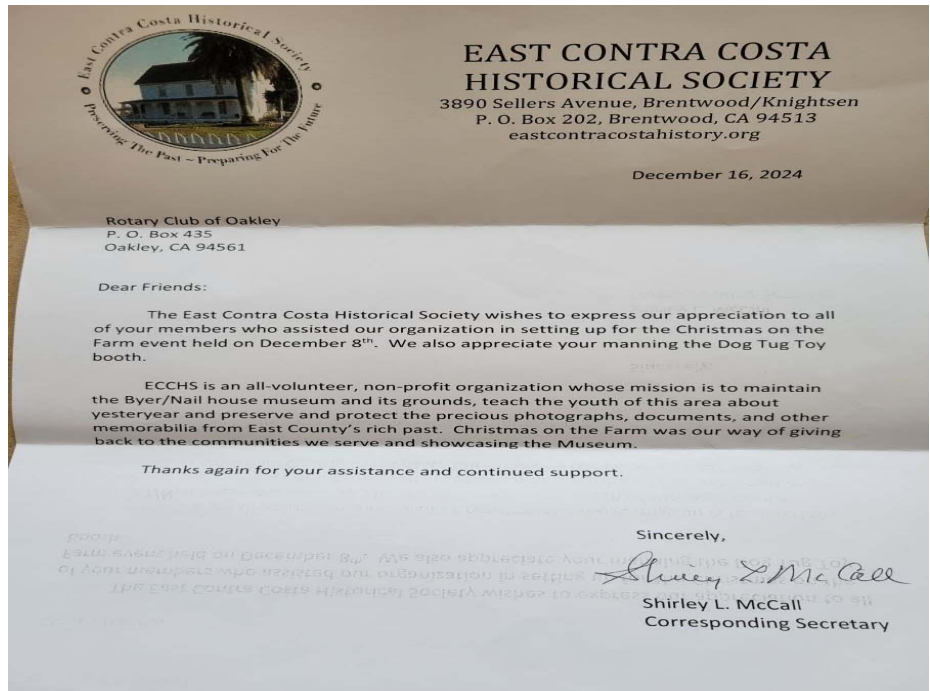 East Contra Costa Historical Society
Preserving The Past ~ Preparing For The Future
EAST CONTRA COSTA
HISTORICAL SOCIETY
3890 Sellers Avenue, Brentwood/Knightsen
P. O. Box 202, Brentwood, CA 94513
eastcontracostahistory.org
December 16, 2024
Rotary Club of Oakley
P. O. Box 435
Oakley, CA 94561
Dear Friends:
The East Contra Costa Historical Society wishes to express our appreciation to all
of your members who assisted our organization in setting up for the Christmas on the
Farm event held on December 8th. We also appreciate your manning the Dog Tug Toy
booth.
ECCHS is an all-volunteer, non-profit organization whose mission is to maintain
the Byer/Nail house museum and its grounds, teach the youth of this area about
yesteryear and preserve and protect the precious photographs, documents, and other
memorabilia from East County's rich past. Christmas on the Farm was our way of giving
back to the communities we serve and showcasing the Museum.
Thanks again for your assistance and continued support.
Sincerely,
Shirley L McCall
Shirley L. McCall
Corresponding Secretary